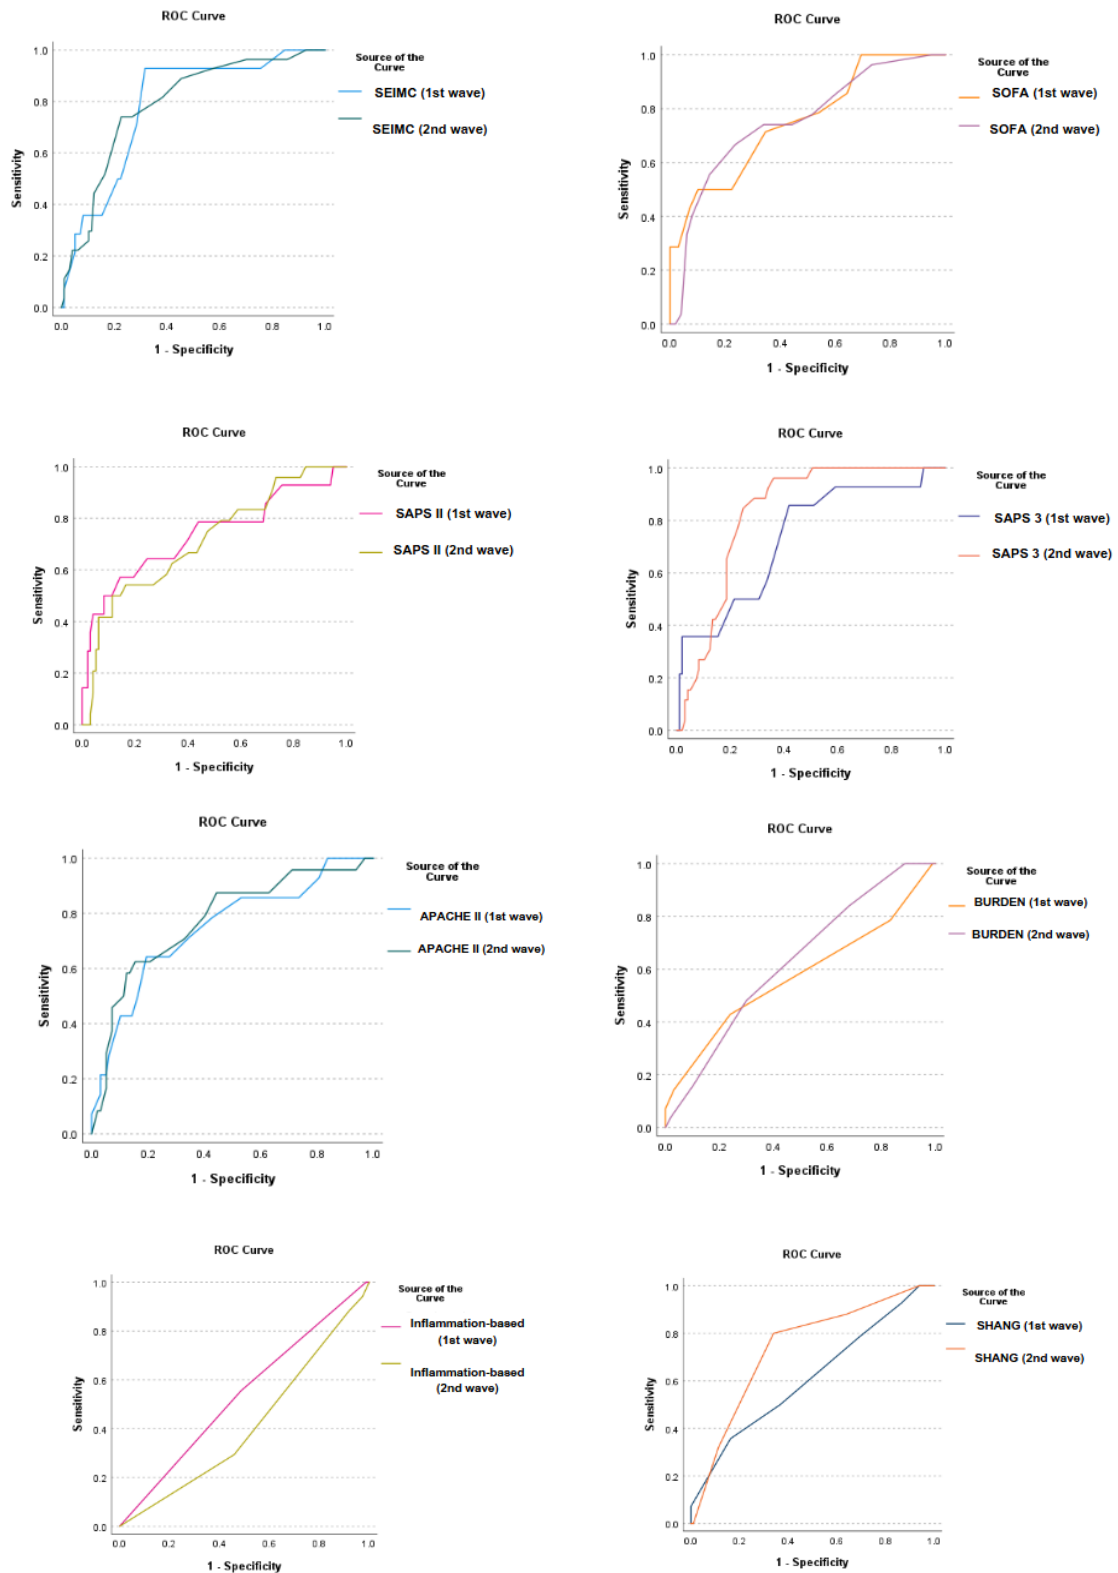 ROC Curve
1.0
0.8
0.6
0.4
0.2
0.0
Sensitivity
0.0 0.2 0.4 0.6 0.8 1.0
1 - Specificity
Source of the
Curve
SEIMC (1st wave)
SEIMC (2nd wave)
ROC Curve
1.0
0.8
0.6
0.4
0.2
0.0
Sensitivity
0.0 0.2 0.4 0.6 0.8 1.0
1 - Specificity
Source of the
Curve
SOFA (1st wave)
SOFA (2nd wave)
ROC Curve
1.0
0.8
0.6
0.4
0.2
0.0
Sensitivity
0.0 0.2 0.4 0.6 0.8 1.0
1 - Specificity
Source of the
Curve
SAPS II (1st wave)
SAPS II (2nd wave)
ROC Curve
1.0
0.8
0.6
0.4
0.2
0.0
Sensitivity
0.0 0.2 0.4 0.6 0.8 1.0
1 - Specificity
Source of the
Curve
SAPS 3 (1st wave)
SAPS 3 (2nd wave)
ROC Curve
1.0
0.8
0.6
0.4
0.2
0.0
Sensitivity
0.0 0.2 0.4 0.6 0.8 1.0
1 - Specificity
Source of the
Curve
APACHE II (1st wave)
APACHE II (2nd wave)
ROC Curve
1.0
0.8
0.6
0.4
0.2
0.0
Sensitivity
0.0 0.2 0.4 0.6 0.8 1.0
1 - Specificity
Source of the
Curve
BURDEN (1st wave)
BURDEN (2nd wave)
ROC Curve
1.0
0.8
0.6
0.4
0.2
0.0
Sensitivity
0.0 0.2 0.4 0.6 0.8 1.0
1 - Specificity
Source of the
Curve
Inflammation-based
(1st wave)
Inflammation-based
(2nd wave)
ROC Curve
1.0
0.8
0.6
0.4
0.2
0.0
Sensitivity
0.0 0.2 0.4 0.6 0.8 1.0
1 - Specificity
Source of the
Curve
SHANG (1st wave)
SHANG (2nd wave)